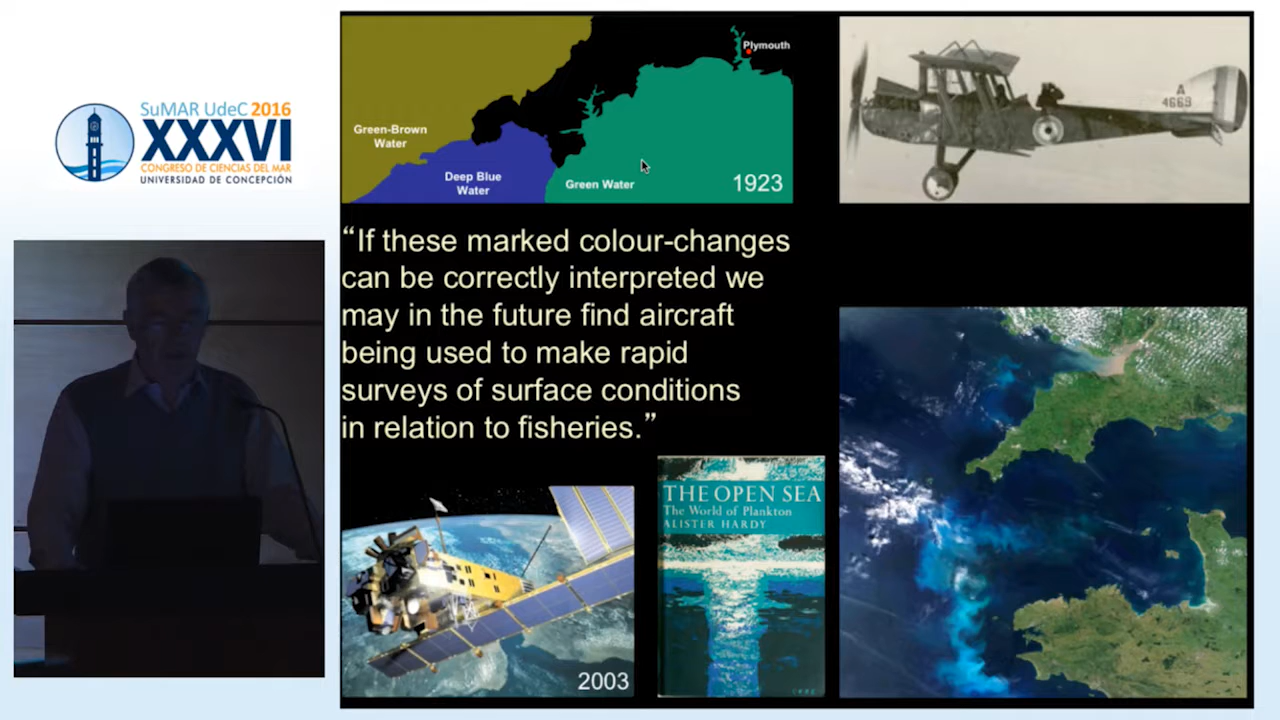 SuMAR UdeC 2016
XXXVI
CONGRESO DE CIENCIAS DEL MAR
UNIVERSIDAD DE CONCEPCIÓN
Plymouth
Green-Brown
Water
Deep Blue
Water
Green Water
1923
A
4669
“If these marked colour-changes
can be correctly interpreted we
may in the future find aircraft
being used to make rapid
surveys of surface conditions
in relation to fisheries.”
2003
THE OPEN SEA
The World of Plankton
ALISTER HARDY